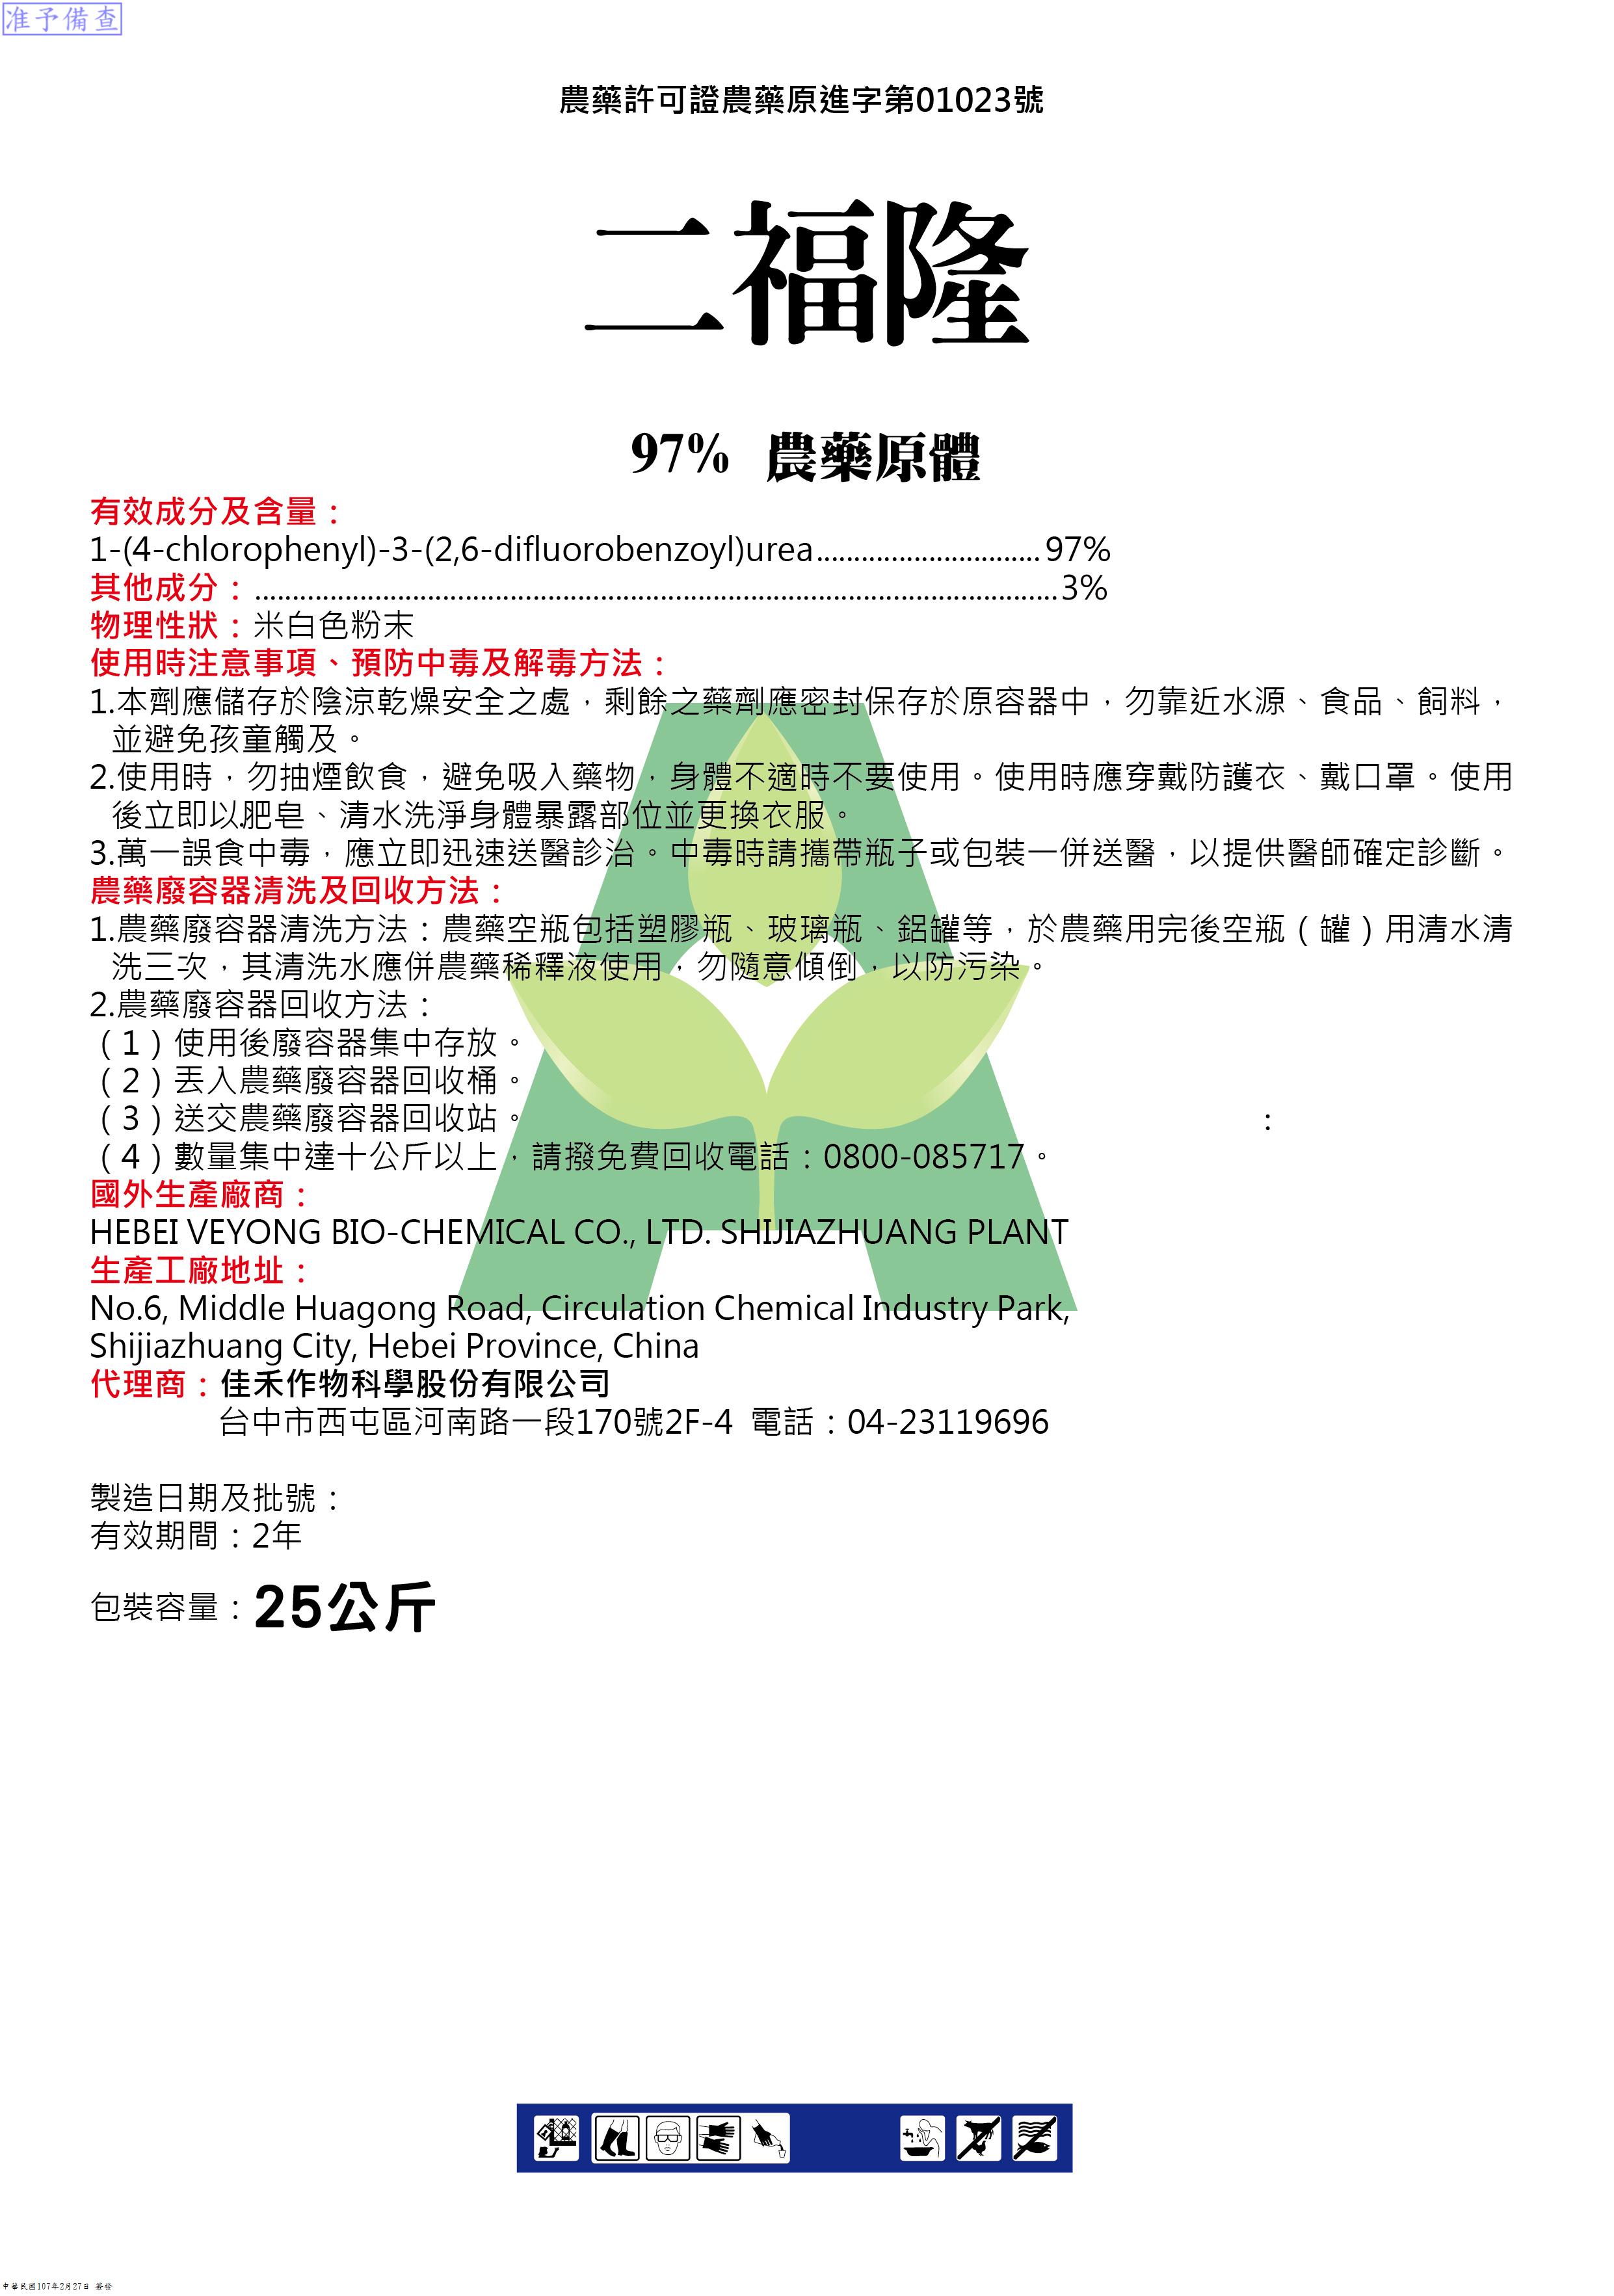 准予備查
農藥許可證農藥原進字第01023號
二福隆
97% 農藥原體
有效成分及含量：
1-(4-chlorophenyl)-3-(2,6-difluorobenzoyl)urea..............................97%
其他成分：...........................................................................................................3%
物理性狀：米白色粉末
使用時注意事項、預防中毒及解毒方法：
1.本劑應儲存於陰涼乾燥安全之處，剩餘之藥劑應密封保存於原容器中，勿靠近水源、食品、飼料，
並避免孩童觸及。
2.使用時，勿抽煙飲食，避免吸入藥物，身體不適時不要使用。使用時應穿戴防護衣、戴口罩。使用
後立即以肥皂、清水洗淨身體暴露部位並更換衣服。
3.萬一誤食中毒，應立即迅速送醫診治。中毒時請攜帶瓶子或包裝一併送醫，以提供醫師確定診斷。
農藥廢容器清洗及回收方法：
1.農藥廢容器清洗方法：農藥空瓶包括塑膠瓶、玻璃瓶、鋁罐等，於農藥用完後空瓶（罐）用清水清
洗三次，其清洗水應併農藥稀釋液使用，勿隨意傾倒，以防污染。
2.農藥廢容器回收方法：
（1）使用後廢容器集中存放。
（2）丟入農藥廢容器回收桶。
（3）送交農藥廢容器回收站。 ：
（4）數量集中達十公斤以上，請撥免費回收電話：0800-085717。
國外生產廠商：
HEBEI VEYONG BIO-CHEMICAL CO., LTD. SHIJIAZHUANG PLANT
生產工廠地址：
No.6, Middle Huagong Road, Circulation Chemical Industry Park,
Shijiazhuang City, Hebei Province, China
代理商：佳禾作物科學股份有限公司
台中市西屯區河南路一段170號2F-4 電話：04-23119696
製造日期及批號：
有效期間：2年
包裝容量：25公斤
中華民國107年2月27日 簽發